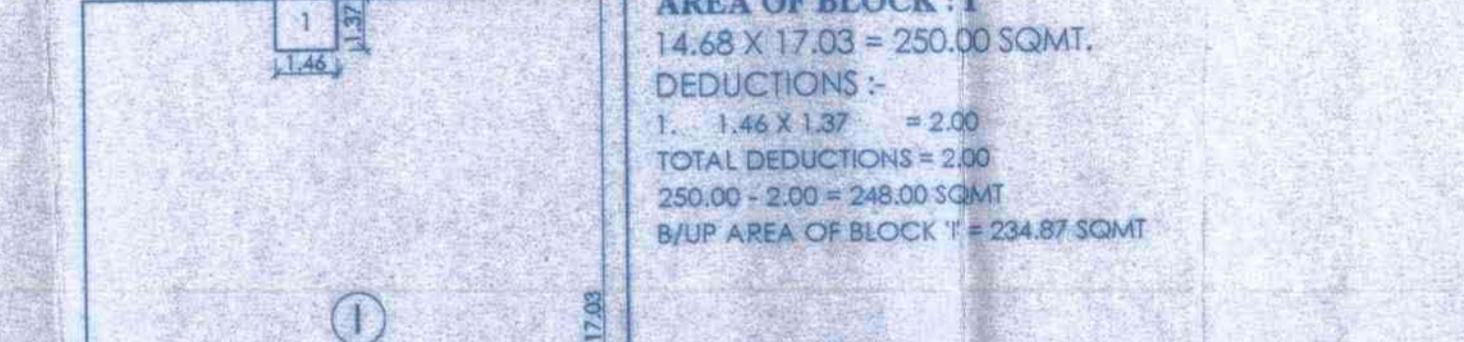 AREA OF BLOCK : I
1
1.37
1.46
14.68 X 17.03 = 250.00 SQMT.
DEDUCTIONS :-
1. 1.46 X 1.37 = 2.00
TOTAL DEDUCTIONS = 2.00
250.00 - 2.00 = 248.00 SQMT
B/UP AREA OF BLOCK 'I' = 234.87 SQMT
I
17.03